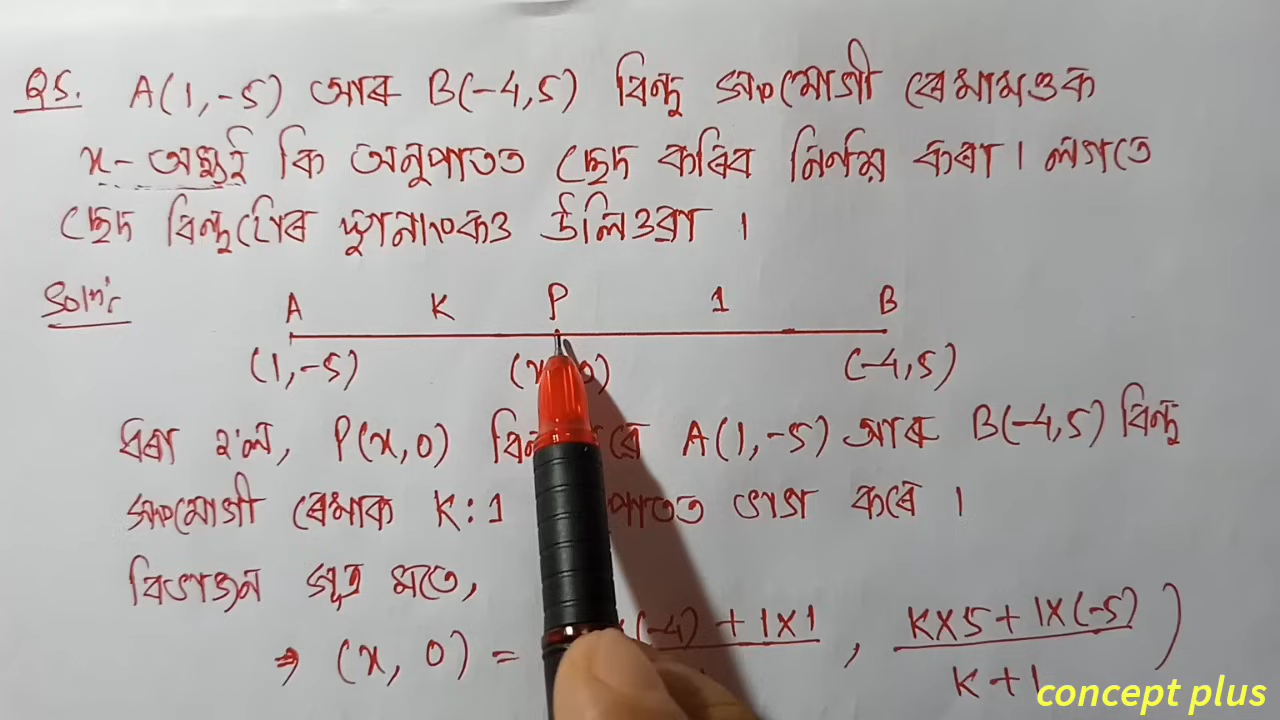 Q5. A(1,-5) আৰু B(-4,5) বিন্দু সংযোগী ৰেখাখণ্ডক
x-অক্ষই কি অনুপাতত ছেদ কৰিব নিৰ্ণয় কৰা। লগতে
ছেদ বিন্দুটোৰ স্থানাংকও উলিওৱা।
Soln:
A K P 1 B
(1,-5) (x 0) (-4,5)
ধৰা হ'ল, P(x,0) A(1,-5) আৰু B(-4,5) বিন্দু
সংযোগী ৰেখাক K:1 ভাগ কৰে।
বিভাজন সূত্ৰ মতে,
⇒ (x, 0) = (-4) + 1×1 , K×5 + 1×(-5) )
K+1
concept plus